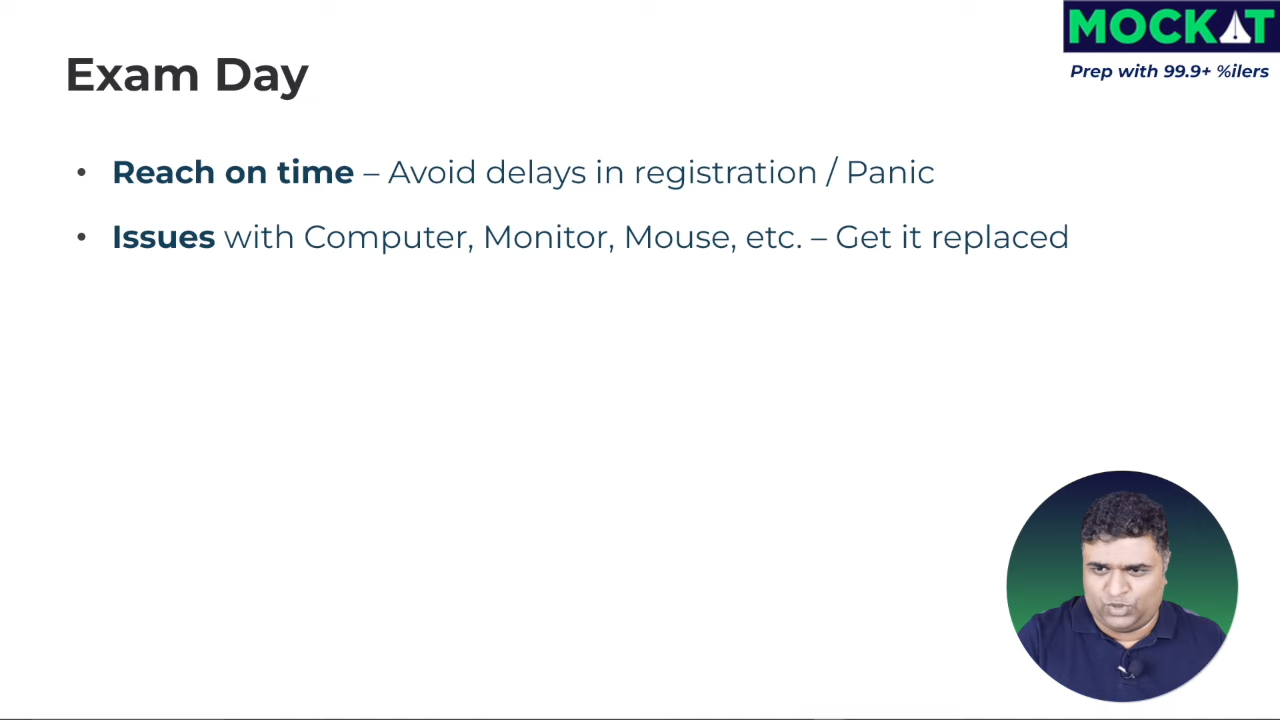 MOCKAT
Prep with 99.9+ %ilers
Exam Day
• Reach on time – Avoid delays in registration / Panic
• Issues with Computer, Monitor, Mouse, etc. – Get it replaced